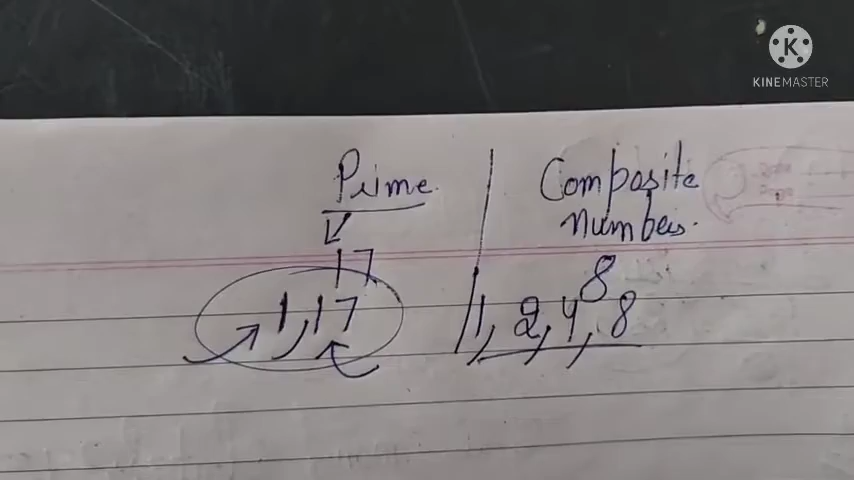 K
KINEMASTER
Prime
17
1, 17
Composite
Numbers.
8
1, 2, 4, 8